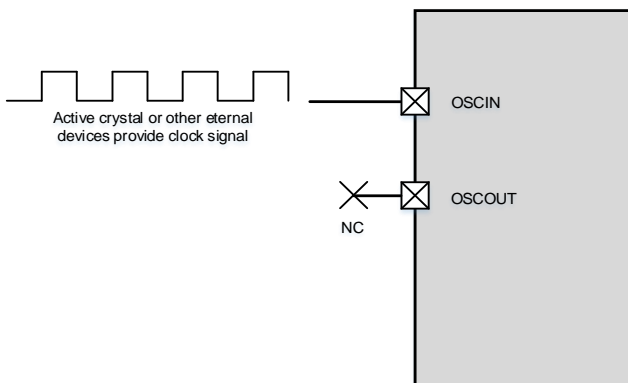 Active crystal or other eternal
devices provide clock signal
OSCIN
OSCOUT
NC